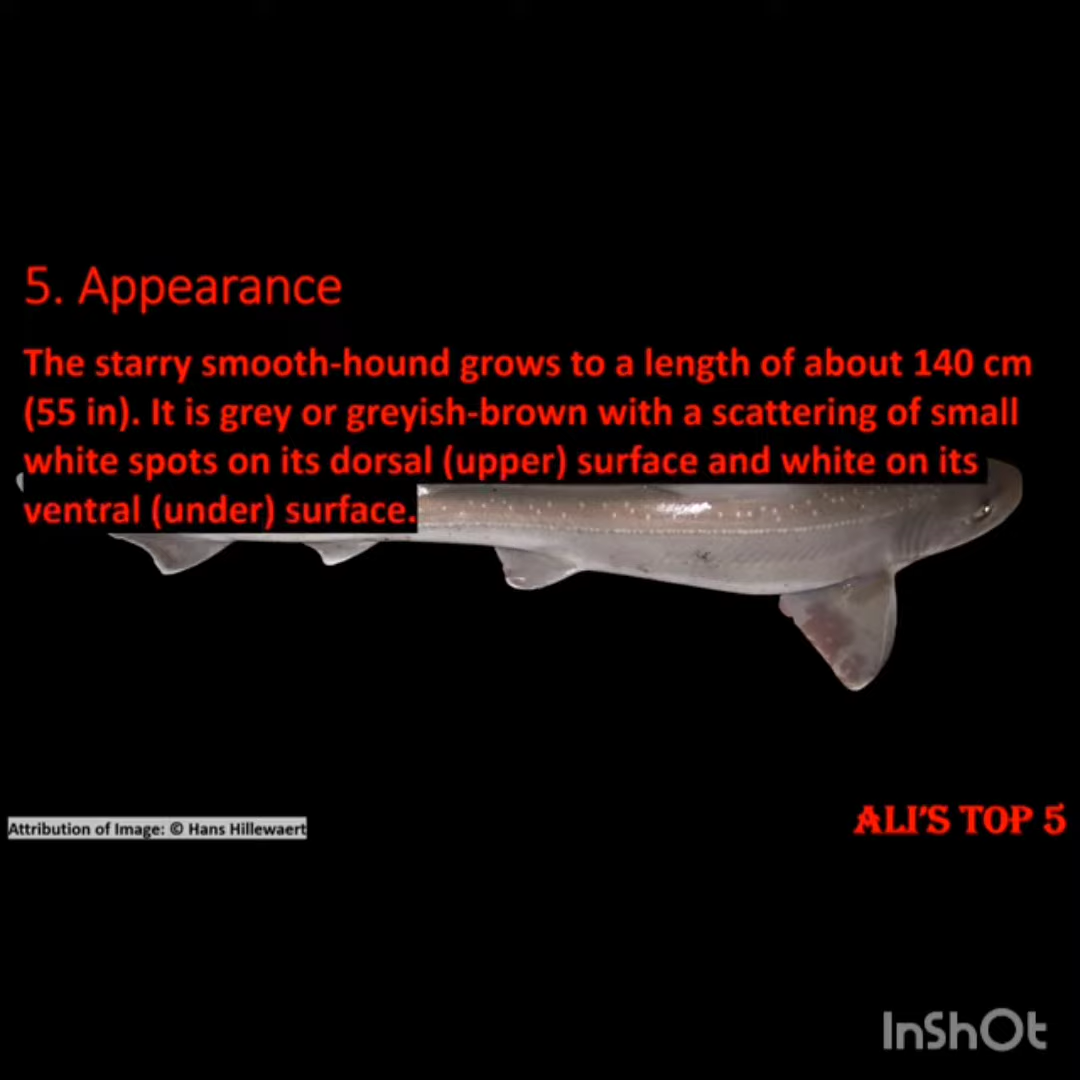 5. Appearance
The starry smooth-hound grows to a length of about 140 cm
(55 in). It is grey or greyish-brown with a scattering of small
white spots on its dorsal (upper) surface and white on its
ventral (under) surface.
Attribution of Image: © Hans Hillewaert
ALI'S TOP 5
InShOt